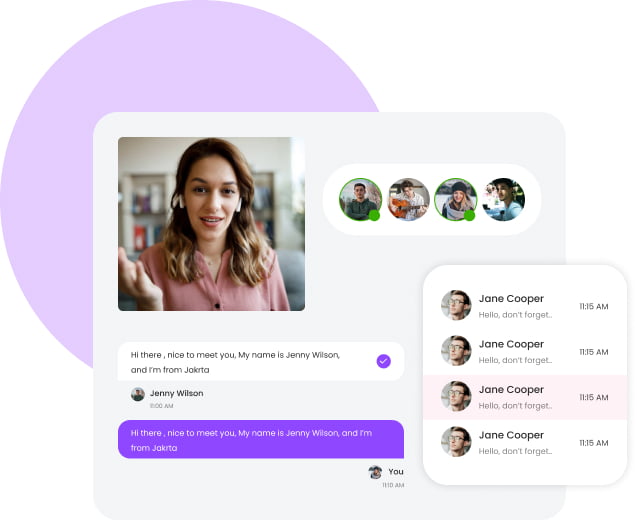 Hi there , nice to meet you, My name is Jenny Wilson,
and I'm from Jakrta
Jenny Wilson
11:00 AM
Hi there , nice to meet you, My name is Jenny Wilson, and I'm
from Jakrta
You
11:10 AM
Jane Cooper
Hello, don't forget..
11:15 AM
Jane Cooper
Hello, don't forget..
11:15 AM
Jane Cooper
Hello, don't forget..
11:15 AM
Jane Cooper
Hello, don't forget..
11:15 AM